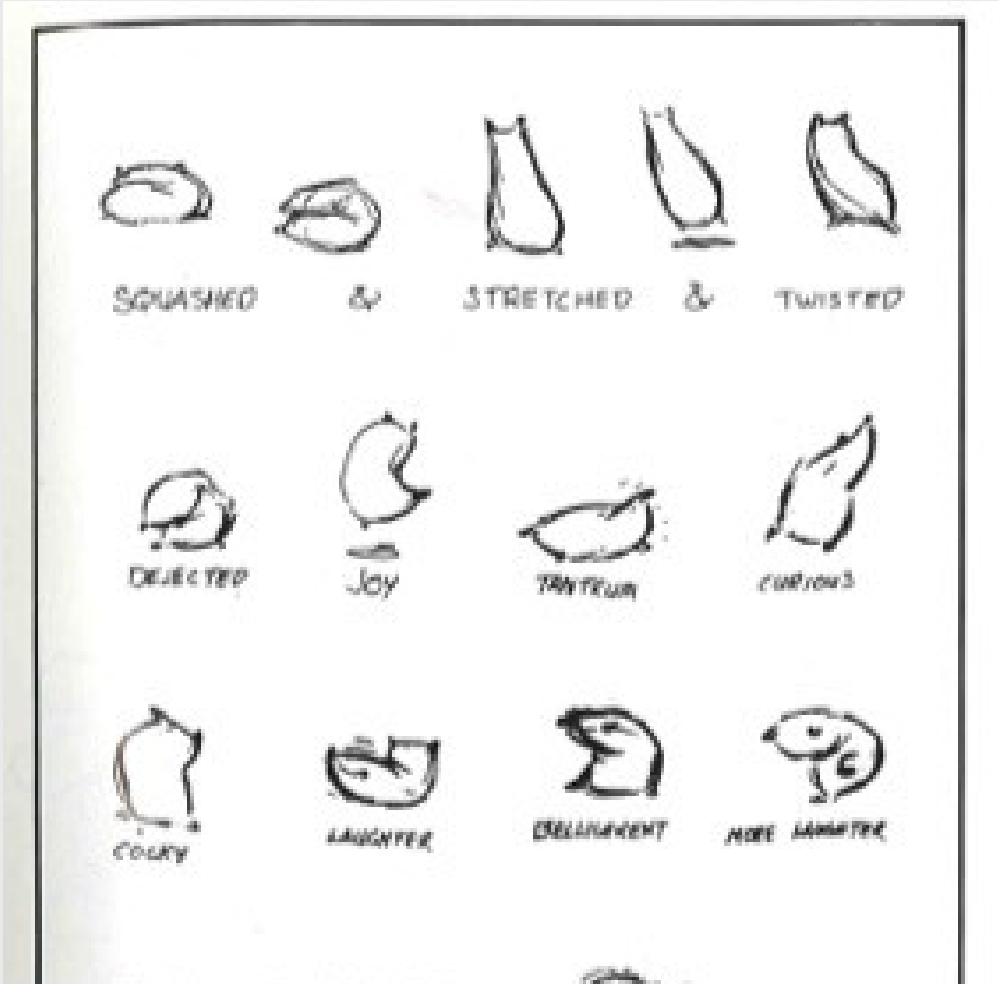 SQUASHED & STRETCHED & TWISTED
DEJECTED JOY TANTRUM CURIOUS
COCKY LAUGHTER BELLIGERENT MORE LAUGHTER